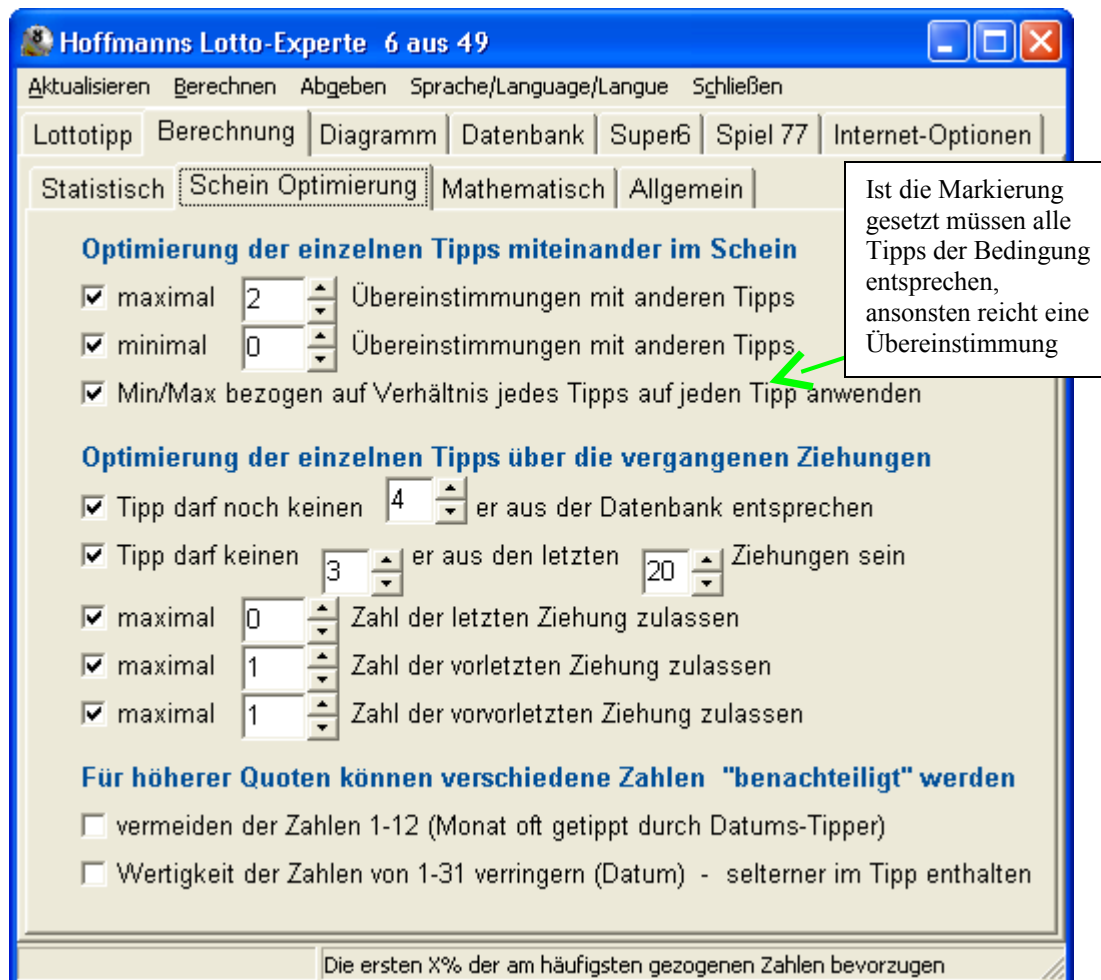 Hoffmanns Lotto-Experte 6 aus 49
Aktualisieren Berechnen Abgeben Sprache/Language/Langue Schließen
Lottotipp Berechnung Diagramm Datenbank Super6 Spiel 77 Internet-Optionen
Statistisch Schein Optimierung Mathematisch Allgemein
Ist die Markierung
gesetzt müssen alle
Tipps der Bedingung
entsprechen,
ansonsten reicht eine
Übereinstimmung
Optimierung der einzelnen Tipps miteinander im Schein
maximal 2 Übereinstimmungen mit anderen Tipps
minimal 0 Übereinstimmungen mit anderen Tipps
Min/Max bezogen auf Verhältnis jedes Tipps auf jeden Tipp anwenden
Optimierung der einzelnen Tipps über die vergangenen Ziehungen
Tipp darf noch keinen 4 er aus der Datenbank entsprechen
Tipp darf keinen 3 er aus den letzten 20 Ziehungen sein
maximal 0 Zahl der letzten Ziehung zulassen
maximal 1 Zahl der vorletzten Ziehung zulassen
maximal 1 Zahl der vorvorletzten Ziehung zulassen
Für höherer Quoten können verschiedene Zahlen "benachteiligt" werden
vermeiden der Zahlen 1-12 (Monat oft getippt durch Datums-Tipper)
Wertigkeit der Zahlen von 1-31 verringern (Datum) - selterner im Tipp enthalten
Die ersten X% der am häufigsten gezogenen Zahlen bevorzugen